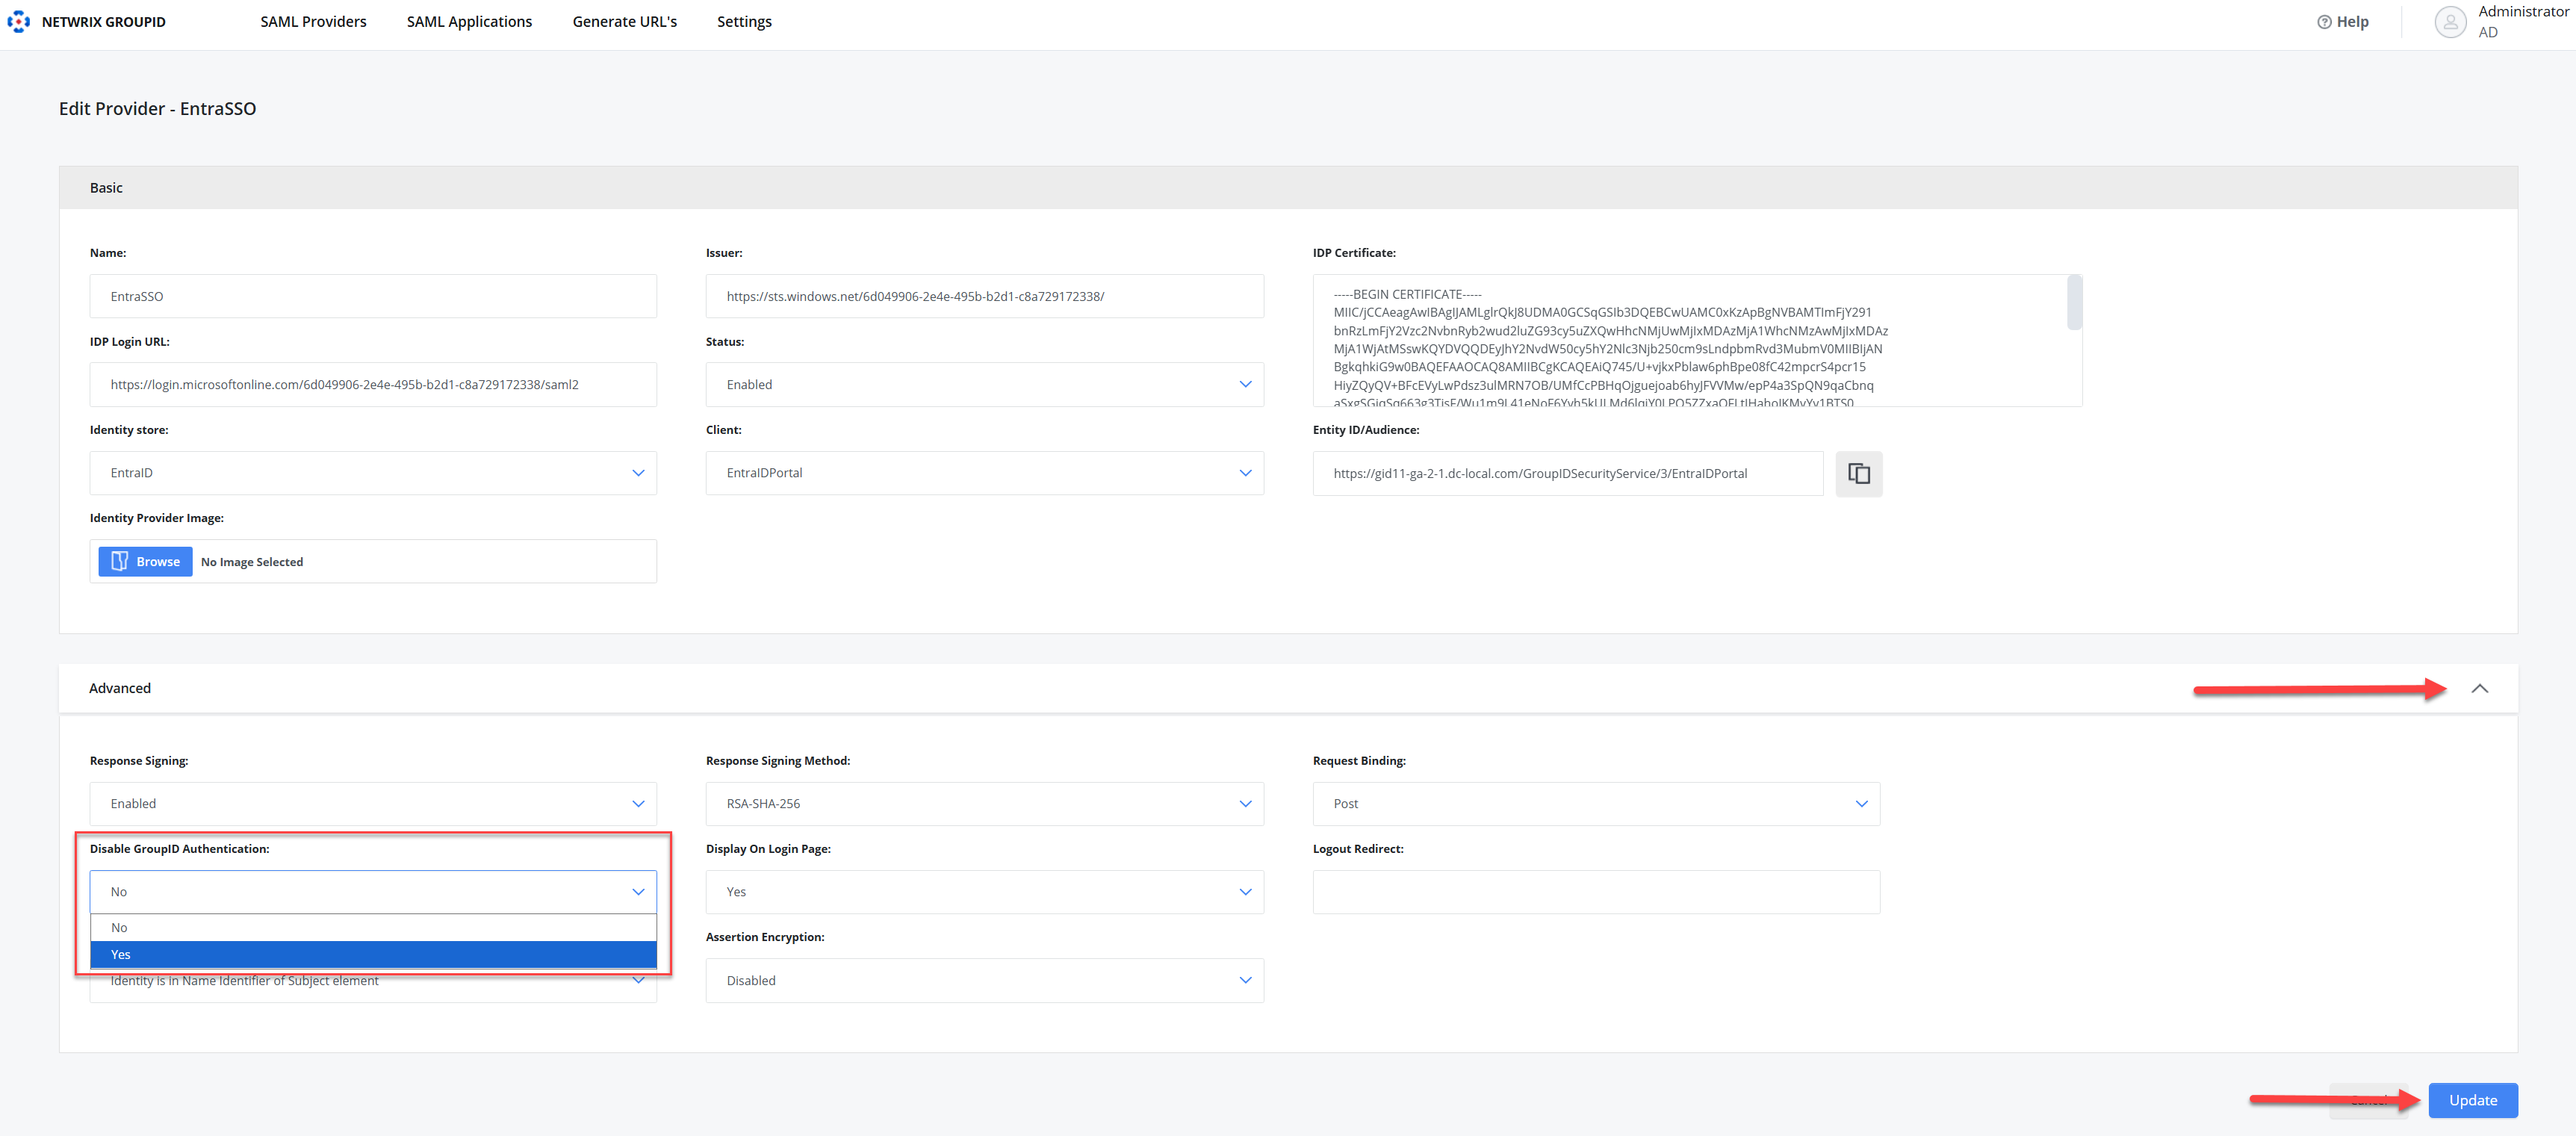 NETWRIX GROUPID
SAML Providers
SAML Applications
Generate URL's
Settings
Help
Administrator
AD
Edit Provider - EntraSSO
Basic
Name:
Issuer:
IDP Certificate:
EntraSSO
https://sts.windows.net/6d049906-2e4e-495b-b2d1-c8a729172338/
-----BEGIN CERTIFICATE-----
MIIC/jCCAeagAwIBAgIJAMLgIrQkJ8UDMA0GCSqGSIb3DQEBCwUAMC0xKzApBgNVBAMTImFjY291
bnRzLmFjY2Vzc2NvbnRyb2wud2luZG93cy5uZXQwHhcNMjUwMjIxMDAzMjA1WhcNMzAwMjIxMDAz
MjA1WjAtMSswKQYDVQQDEyJhY2NvdW50cy5hY2Nlc3Njb250cm9sLndpbmRvd3MubmV0MIIBIjAN
BgkqhkiG9w0BAQEFAAOCAQ8AMIIBCgKCAQEAiQ745/U+vjkxPblaw6phBpe08fC42mpcrS4pcr15
HiyZQyQV+BFcEVyLwPdsz3ulMRN7OB/UMfCcPBHqOjguejoab6hyJFVVMw/epP4a3SpQN9qaCbnq
IDP Login URL:
Status:
https://login.microsoftonline.com/6d049906-2e4e-495b-b2d1-c8a729172338/saml2
Enabled
Identity store:
Client:
Entity ID/Audience:
EntraID
EntraIDPortal
https://gid11-ga-2-1.dc-local.com/GroupIDSecurityService/3/EntraIDPortal
Identity Provider Image:
Browse
No Image Selected
Advanced
Response Signing:
Response Signing Method:
Request Binding:
Enabled
RSA-SHA-256
Post
Disable GroupID Authentication:
Display On Login Page:
Logout Redirect:
No
Yes
No
Assertion Encryption:
Yes
Identity is in Name Identifier of Subject element
Disabled
Update